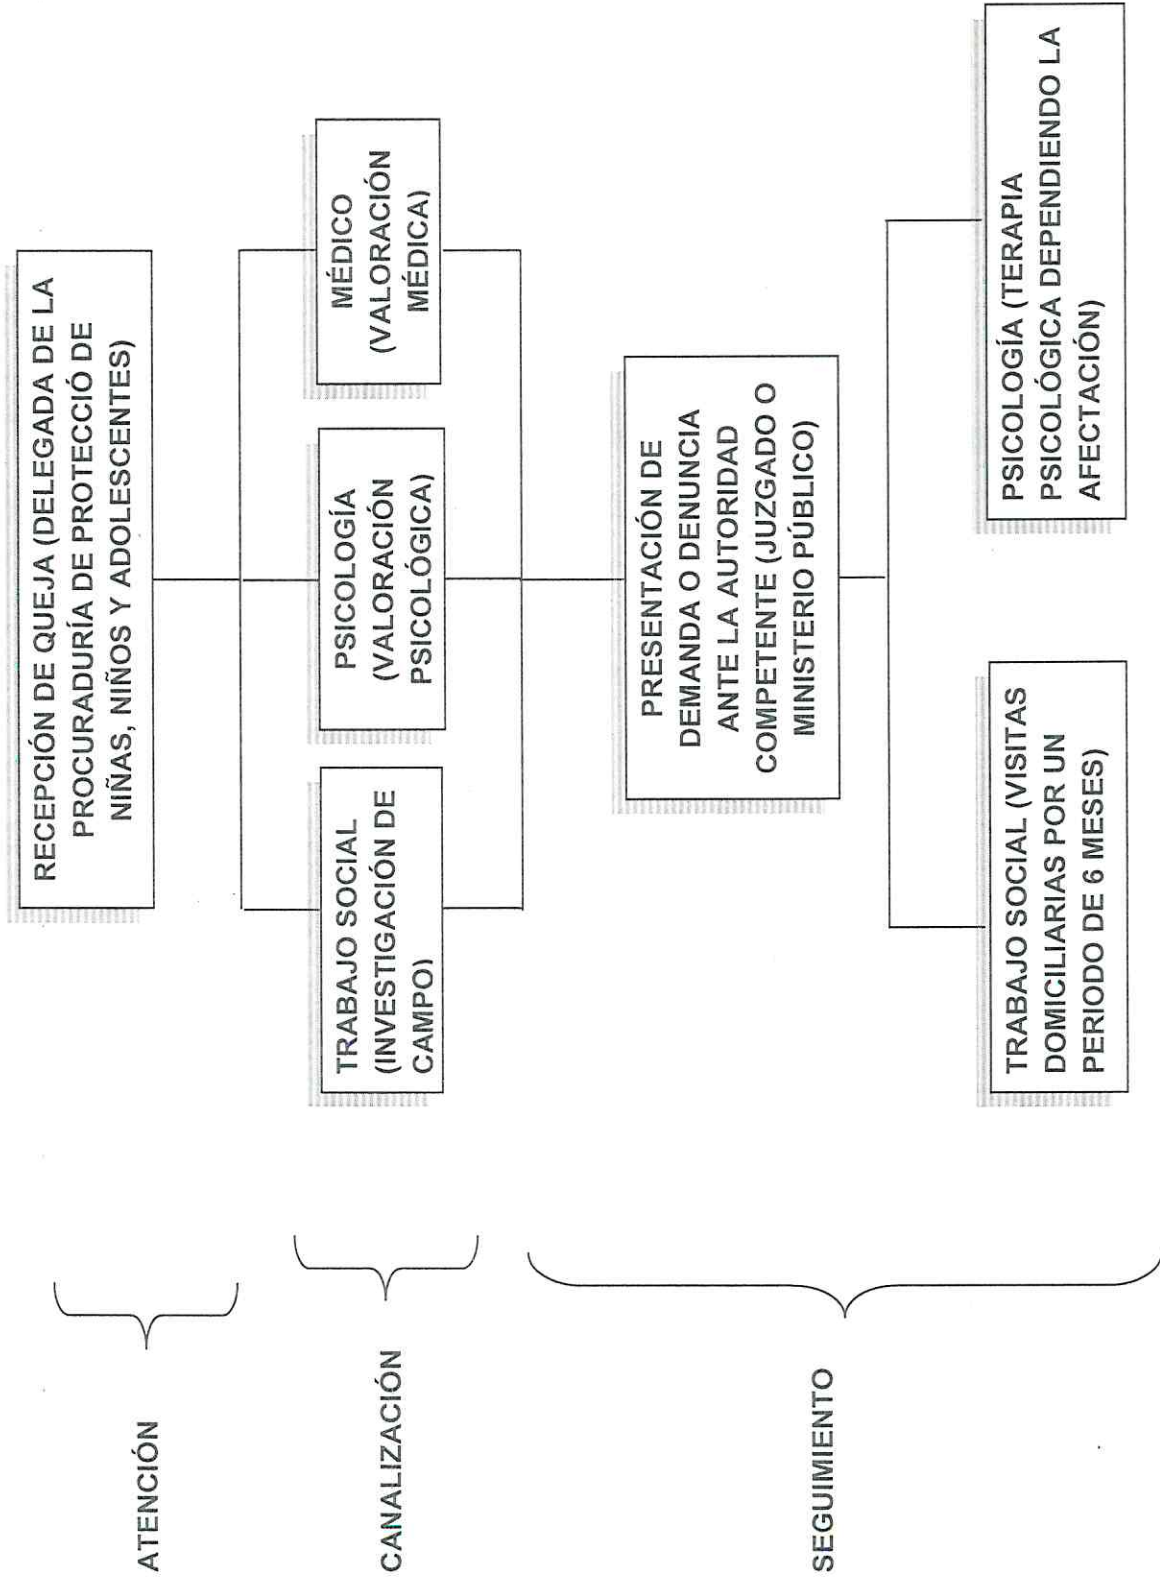 ATENCIÓN
RECEPCIÓN DE QUEJA (DELEGADA DE LA
PROCURADURÍA DE PROTECCIÓ DE
NIÑAS, NIÑOS Y ADOLESCENTES)
CANALIZACIÓN
TRABAJO SOCIAL
(INVESTIGACIÓN DE
CAMPO)
PSICOLOGÍA
(VALORACIÓN
PSICOLÓGICA)
MÉDICO
(VALORACIÓN
MÉDICA)
SEGUIMIENTO
PRESENTACIÓN DE
DEMANDA O DENUNCIA
ANTE LA AUTORIDAD
COMPETENTE (JUZGADO O
MINISTERIO PÚBLICO)
TRABAJO SOCIAL (VISITAS
DOMICILIARIAS POR UN
PERIODO DE 6 MESES)
PSICOLOGÍA (TERAPIA
PSICOLÓGICA DEPENDIENDO LA
AFECTACIÓN)